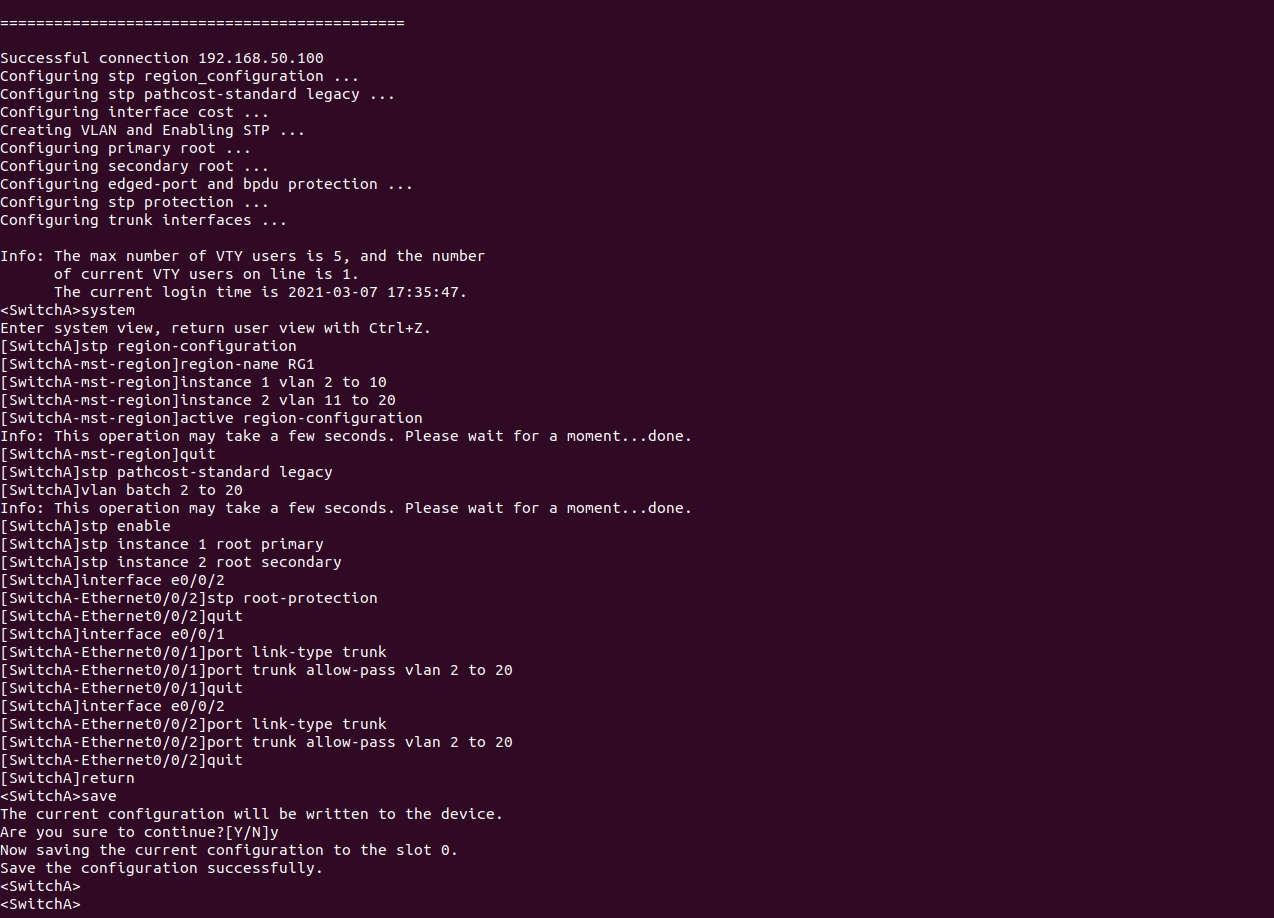 =============================================
Successful connection 192.168.50.100
Configuring stp region_configuration ...
Configuring stp pathcost-standard legacy ...
Configuring interface cost ...
Creating VLAN and Enabling STP ...
Configuring primary root ...
Configuring secondary root ...
Configuring edged-port and bpdu protection ...
Configuring stp protection ...
Configuring trunk interfaces ...
Info: The max number of VTY users is 5, and the number
      of current VTY users on line is 1.
      The current login time is 2021-03-07 17:35:47.
<SwitchA>system
Enter system view, return user view with Ctrl+Z.
[SwitchA]stp region-configuration
[SwitchA-mst-region]region-name RG1
[SwitchA-mst-region]instance 1 vlan 2 to 10
[SwitchA-mst-region]instance 2 vlan 11 to 20
[SwitchA-mst-region]active region-configuration
Info: This operation may take a few seconds. Please wait for a moment...done.
[SwitchA-mst-region]quit
[SwitchA]stp pathcost-standard legacy
[SwitchA]vlan batch 2 to 20
Info: This operation may take a few seconds. Please wait for a moment...done.
[SwitchA]stp enable
[SwitchA]stp instance 1 root primary
[SwitchA]stp instance 2 root secondary
[SwitchA]interface e0/0/2
[SwitchA-Ethernet0/0/2]stp root-protection
[SwitchA-Ethernet0/0/2]quit
[SwitchA]interface e0/0/1
[SwitchA-Ethernet0/0/1]port link-type trunk
[SwitchA-Ethernet0/0/1]port trunk allow-pass vlan 2 to 20
[SwitchA-Ethernet0/0/1]quit
[SwitchA]interface e0/0/2
[SwitchA-Ethernet0/0/2]port link-type trunk
[SwitchA-Ethernet0/0/2]port trunk allow-pass vlan 2 to 20
[SwitchA-Ethernet0/0/2]quit
[SwitchA]return
<SwitchA>save
The current configuration will be written to the device.
Are you sure to continue?[Y/N]y
Now saving the current configuration to the slot 0.
Save the configuration successfully.
<SwitchA>
<SwitchA>